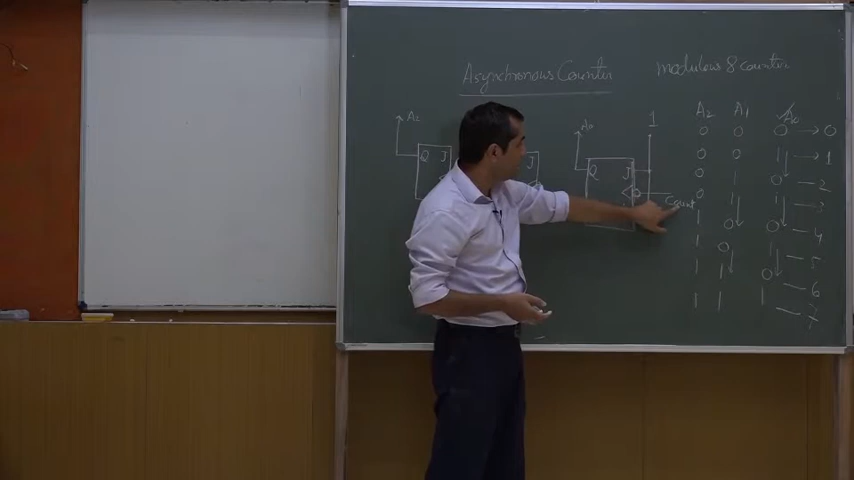 Asynchronous Counter
modulus 8 counter
A2
A2 A1 A0
1
0 0 0 → 0
0 0 1 → 1
0 1 0 — 2
0 1 1 — 3
1 0 0 — 4
1 0 1 — 5
1 1 0 — 6
1 1 1 — 7
Q J
J
Q J
Count